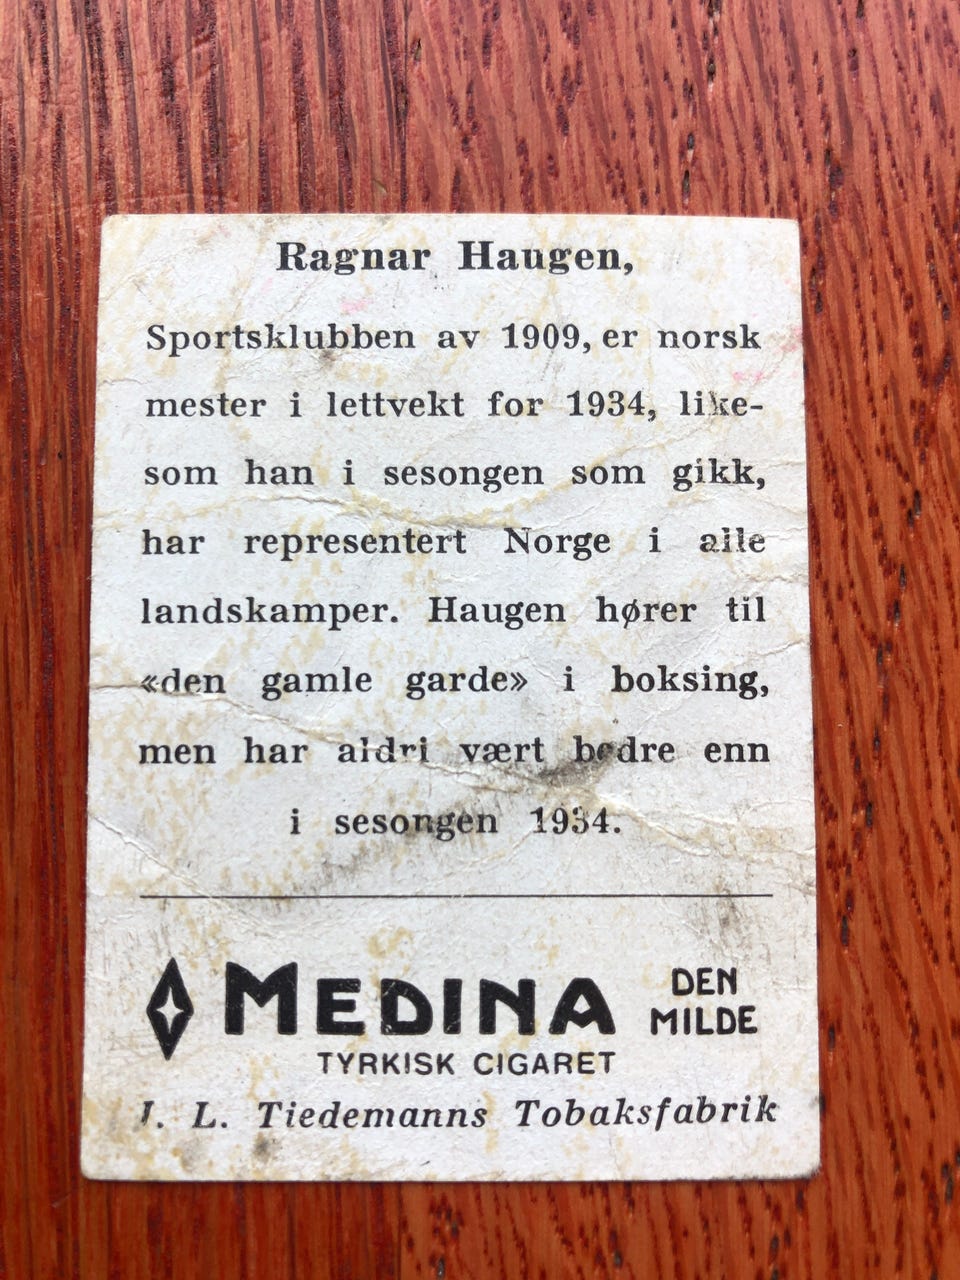 Ragnar Haugen,
Sportsklubben av 1909, er norsk
mester i lettvekt for 1934, like-
som han i sesongen som gikk,
har representert Norge i alle
landskamper. Haugen hører til
«den gamle garde» i boksing,
men har aldri vært bedre enn
i sesongen 1934.
MEDINA DEN MILDE
TYRKISK CIGARET
J. L. Tiedemanns Tobaksfabrik